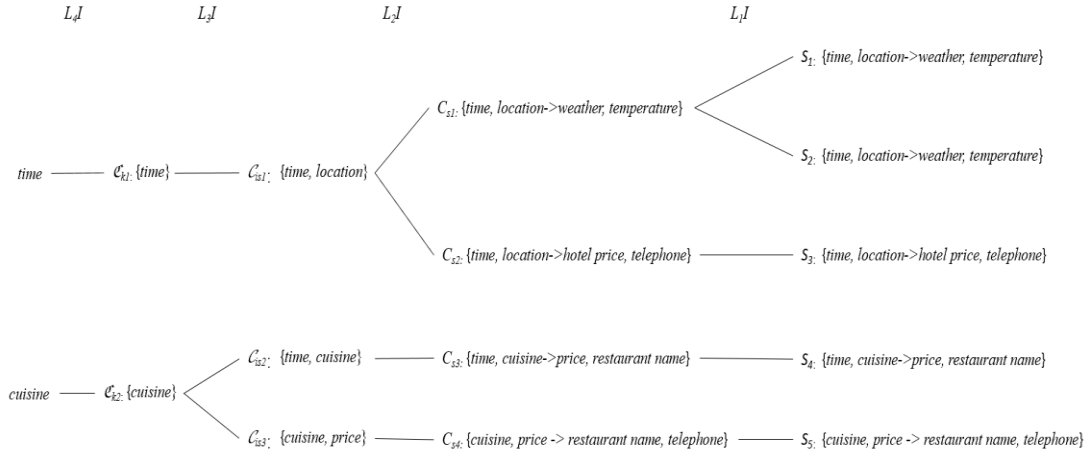 L₄I L₃I L₂I L₁I
S₁: {time, location->weather, temperature}
Cₛ₁: {time, location->weather, temperature}
S₂: {time, location->weather, temperature}
time ℭₖ₁: {time} 𝒞ᵢₛ₁: {time, location}
Cₛ₂: {time, location->hotel price, telephone} S₃: {time, location->hotel price, telephone}
𝒞ᵢₛ₂: {time, cuisine} Cₛ₃: {time, cuisine->price, restaurant name} S₄: {time, cuisine->price, restaurant name}
cuisine ℭₖ₂: {cuisine}
𝒞ᵢₛ₃: {cuisine, price} Cₛ₄: {cuisine, price -> restaurant name, telephone} S₅: {cuisine, price -> restaurant name, telephone}